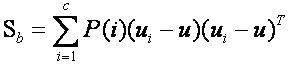 S_b = \sum_{i=1}^{c} P(i)(u_i - u)(u_i - u)^T